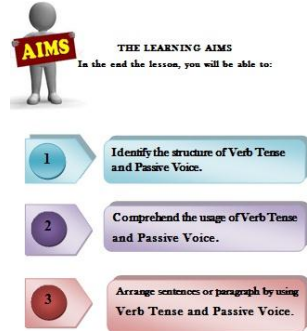 AIMS
THE LEARNING AIMS
In the end the lesson, you will be able to:
1
Identify the structure of Verb Tense
and Passive Voice.
2
Comprehend the usage of Verb Tense
and Passive Voice.
3
Arrange sentences or paragraph by using
Verb Tense and Passive Voice.